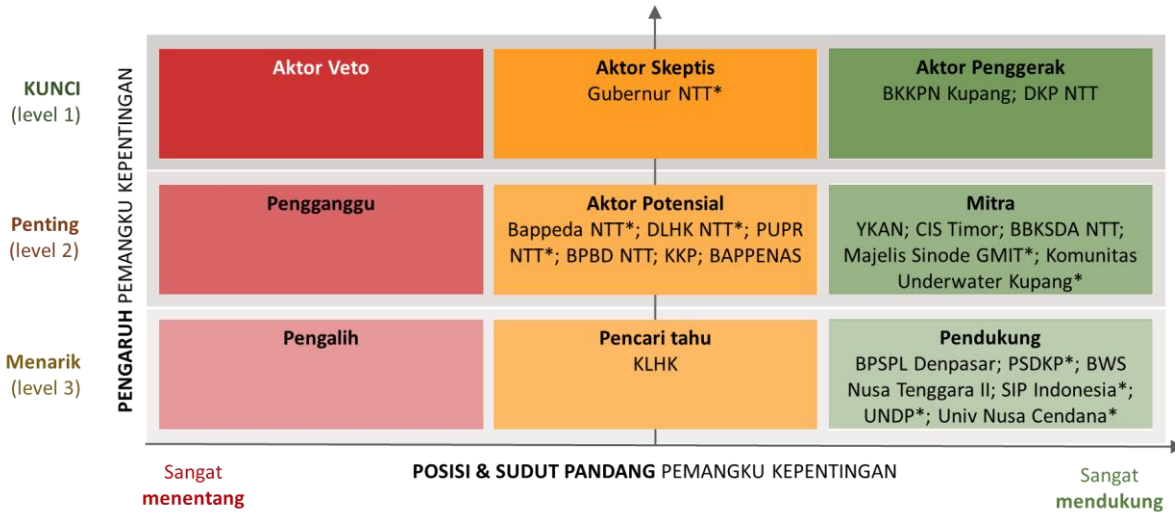 KUNCI
(level 1)
Penting
(level 2)
Menarik
(level 3)
PENGARUH PEMANGKU KEPENTINGAN
Aktor Veto
Aktor Skeptis
Gubernur NTT*
Aktor Penggerak
BKKPN Kupang; DKP NTT
Pengganggu
Aktor Potensial
Bappeda NTT*; DLHK NTT*; PUPR
NTT*; BPBD NTT; KKP; BAPPENAS
Mitra
YKAN; CIS Timor; BBKSDA NTT;
Majelis Sinode GMIT*; Komunitas
Underwater Kupang*
Pengalih
Pencari tahu
KLHK
Pendukung
BPSPL Denpasar; PSDKP*; BWS
Nusa Tenggara II; SIP Indonesia*;
UNDP*; Univ Nusa Cendana*
Sangat
menentang
POSISI & SUDUT PANDANG PEMANGKU KEPENTINGAN
Sangat
mendukung